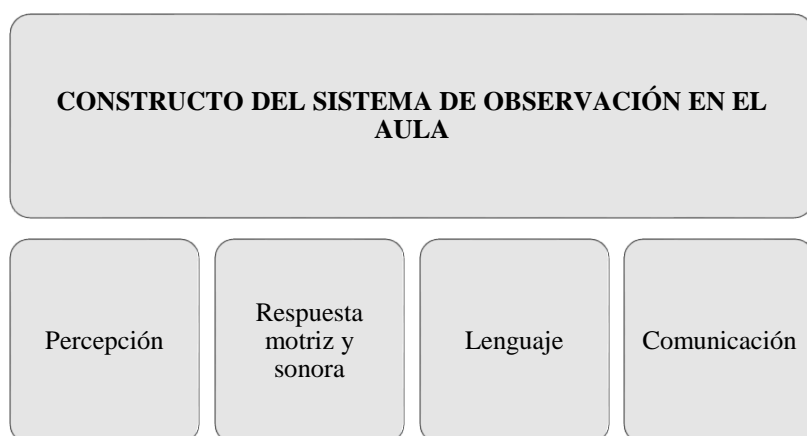 CONSTRUCTO DEL SISTEMA DE OBSERVACIÓN EN EL
AULA
Percepción
Respuesta
motriz y
sonora
Lenguaje
Comunicación